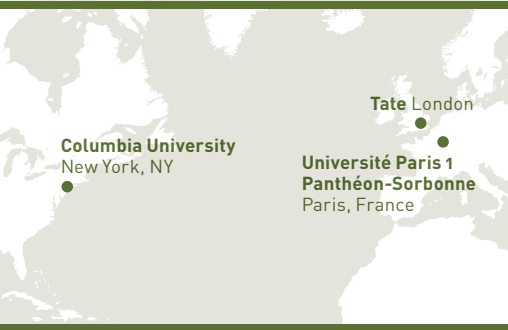 Tate London
Columbia University
New York, NY
Université Paris 1
Panthéon-Sorbonne
Paris, France